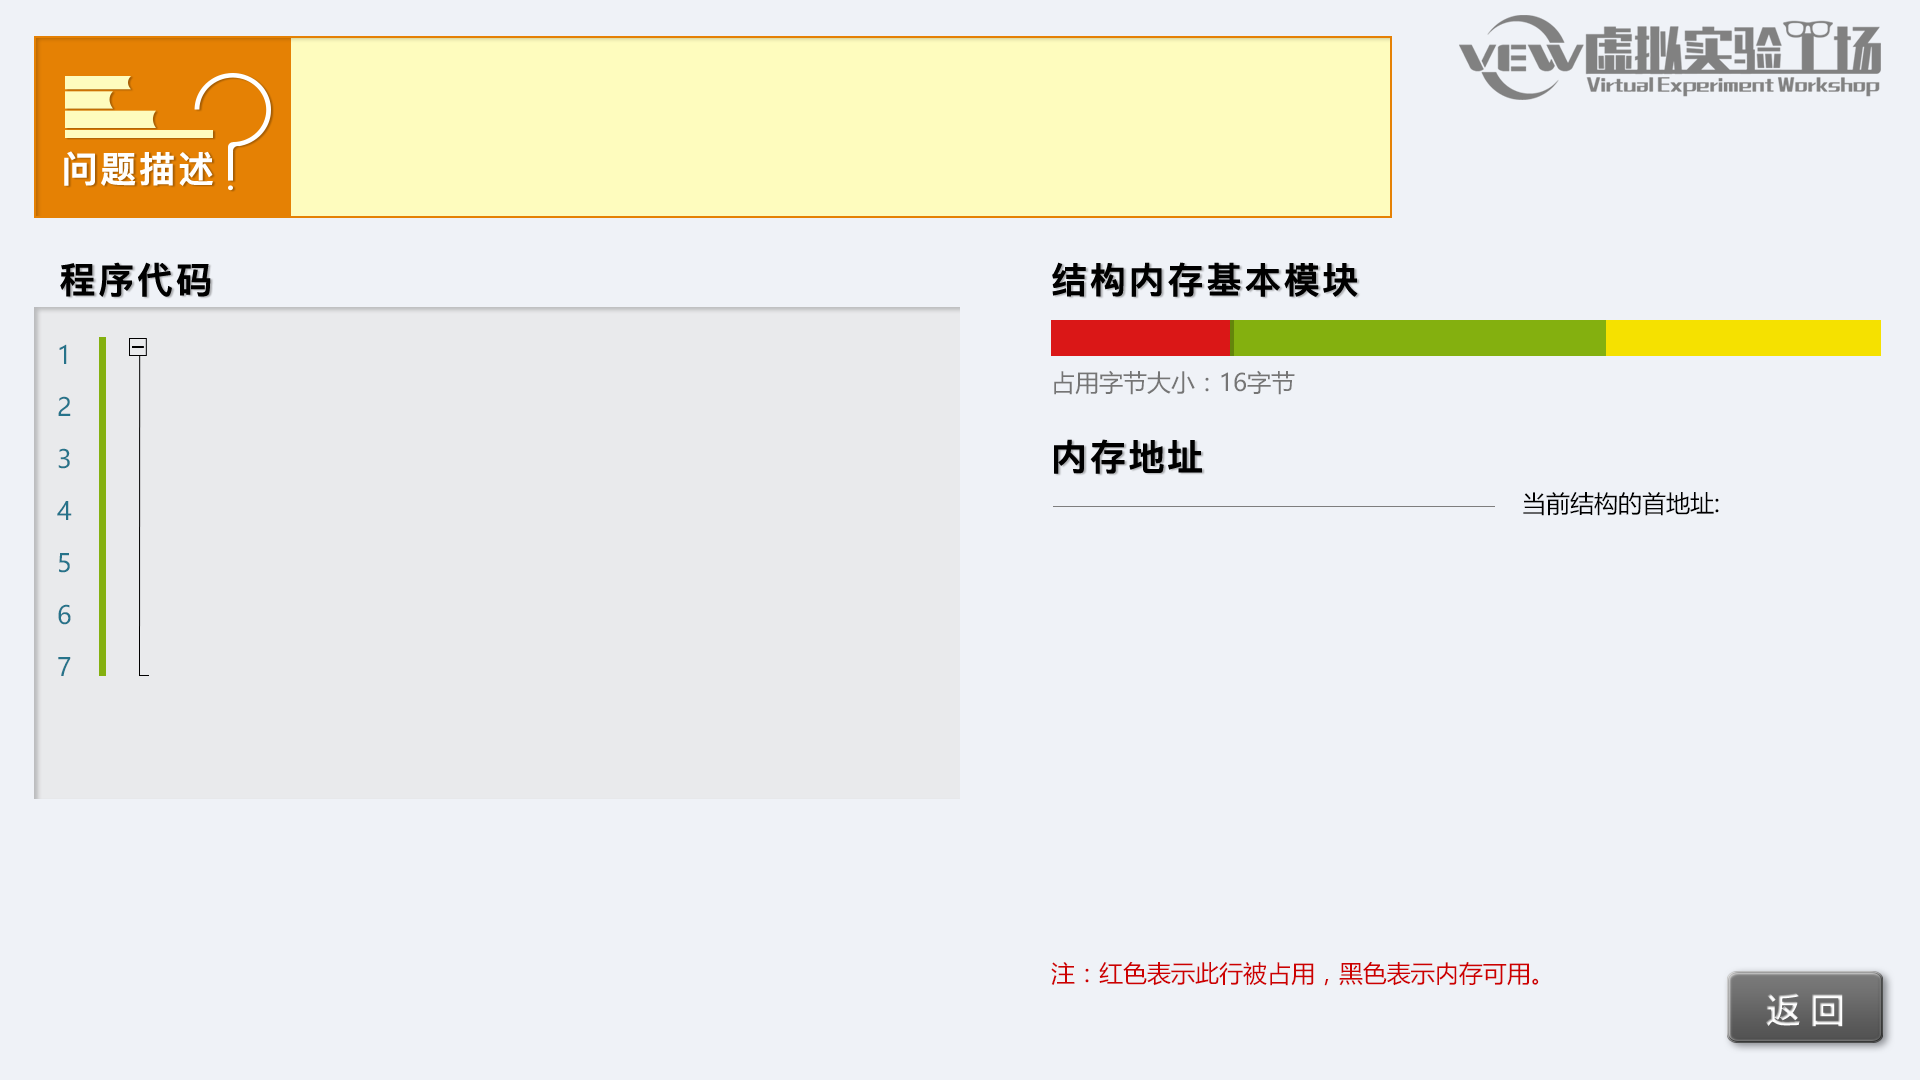 VEW虚拟实验工场
Virtual Experiment Workshop
问题描述
程序代码
1
2
3
4
5
6
7
结构内存基本模块
占用字节大小：16字节
内存地址
当前结构的首地址:
注：红色表示此行被占用，黑色表示内存可用。
返回